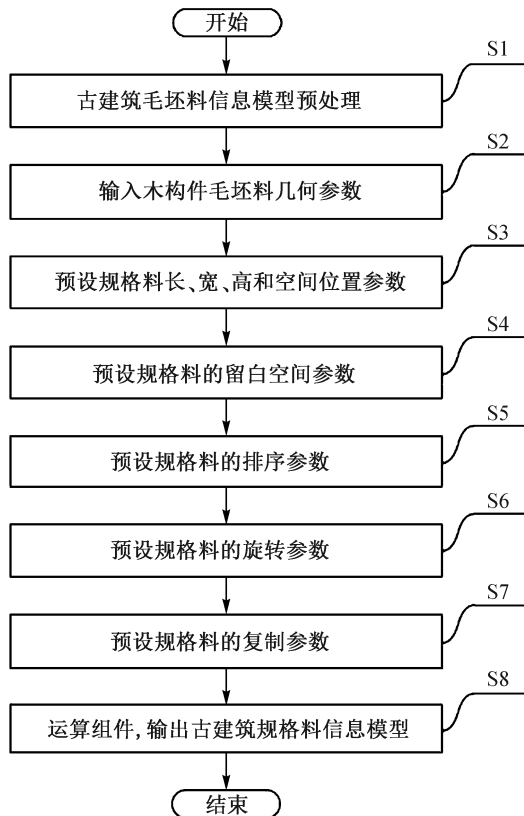 开始
S1
古建筑毛坯料信息模型预处理
S2
输入木构件毛坯料几何参数
S3
预设规格料长、宽、高和空间位置参数
S4
预设规格料的留白空间参数
S5
预设规格料的排序参数
S6
预设规格料的旋转参数
S7
预设规格料的复制参数
S8
运算组件,输出古建筑规格料信息模型
结束